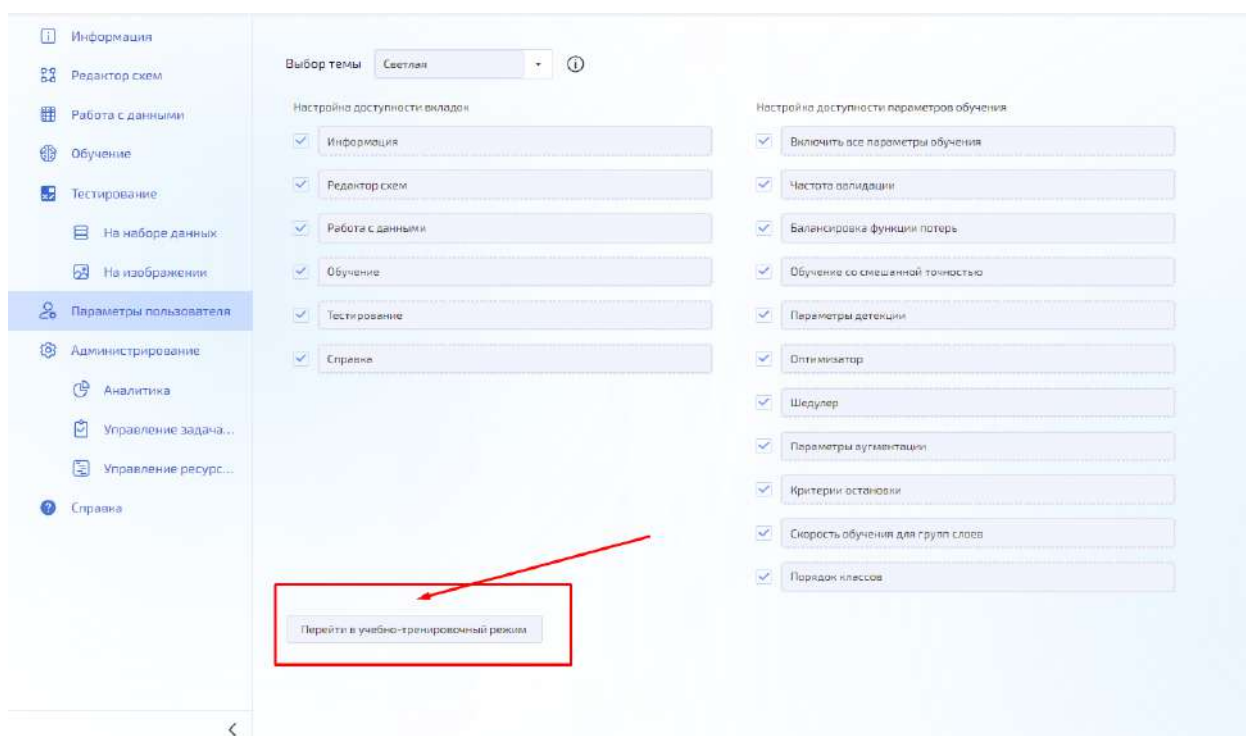 Информация
Редактор схем
Работа с данными
Обучение
Тестирование
На наборе данных
На изображении
Параметры пользователя
Администрирование
Аналитика
Управление задача...
Управление ресурс...
Справка
Выбор темы Светлая
Настройка доступности вкладок
Информация
Редактор схем
Работа с данными
Обучение
Тестирование
Справка
Перейти в учебно-тренировочный режим
Настройка доступности параметров обучения
Включить все параметры обучения
Частота валидации
Балансировка функции потерь
Обучение со смешанной точностью
Параметры детекции
Оптимизатор
Шедулер
Параметры аугментации
Критерии остановки
Скорость обучения для групп слоев
Порядок классов